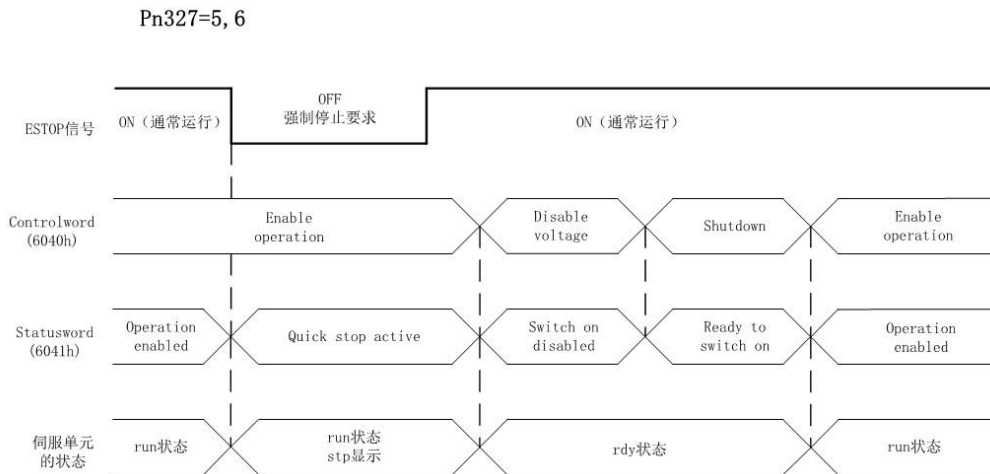 Pn327=5,6
OFF
强制停止要求
ESTOP信号
ON（通常运行）
ON（通常运行）
Controlword
(6040h)
Enable
operation
Disable
voltage
Shutdown
Enable
operation
Statusword
(6041h)
Operation
enabled
Quick stop active
Switch on
disabled
Ready to
switch on
Operation
enabled
伺服单元
的状态
run状态
run状态
stp显示
rdy状态
run状态